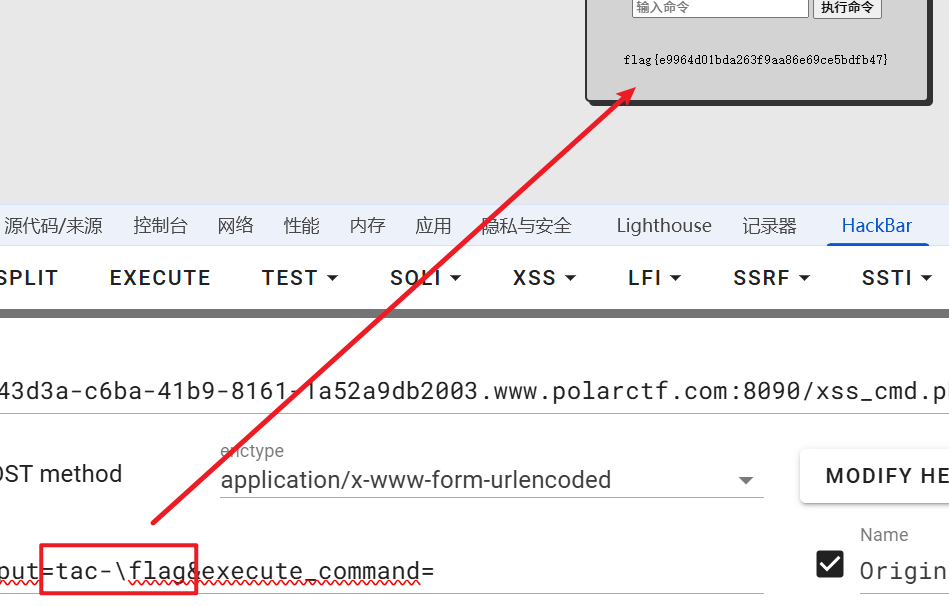 输入命令 执行命令
flag{e9964d01bda263f9aa86e69ce5bdfb47}
源代码/来源 控制台 网络 性能 内存 应用 隐私与安全 Lighthouse 记录器 HackBar
SPLIT EXECUTE TEST SQLI XSS LFI SSRF SSTI
43d3a-c6ba-41b9-8161-1a52a9db2003.www.polarctf.com:8090/xss_cmd.p
enctype
OST method application/x-www-form-urlencoded MODIFY HE
Name
put=tac-\flag&execute_command= Origin